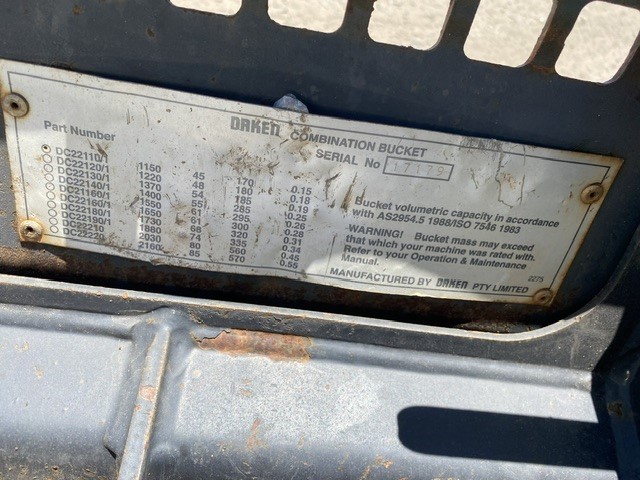 DARKEN COMBINATION BUCKET
SERIAL No 17179
Part Number
DC22110/1 1150 45 170 0.15
DC22120/1 1220 48 180 0.18
DC22130/1 1370 54 185 0.19
DC22140/1 1400 55 285 0.25
DC22160/1 1550 61 295 0.26
DC22160/1 1650 61 300 0.28
DC22180/1 1730 68 320 0.31
DC22190/1 1880 74 335 0.34
DC22210 2030 80 560 0.45
DC22220 2160 85 570 0.55
Bucket volumetric capacity in accordance
with AS2954.5 1988/ISO 7546 1983
WARNING! Bucket mass may exceed
that which your machine was rated with.
Refer to your Operation & Maintenance
Manual.
0275
MANUFACTURED BY DARKEN PTY LIMITED